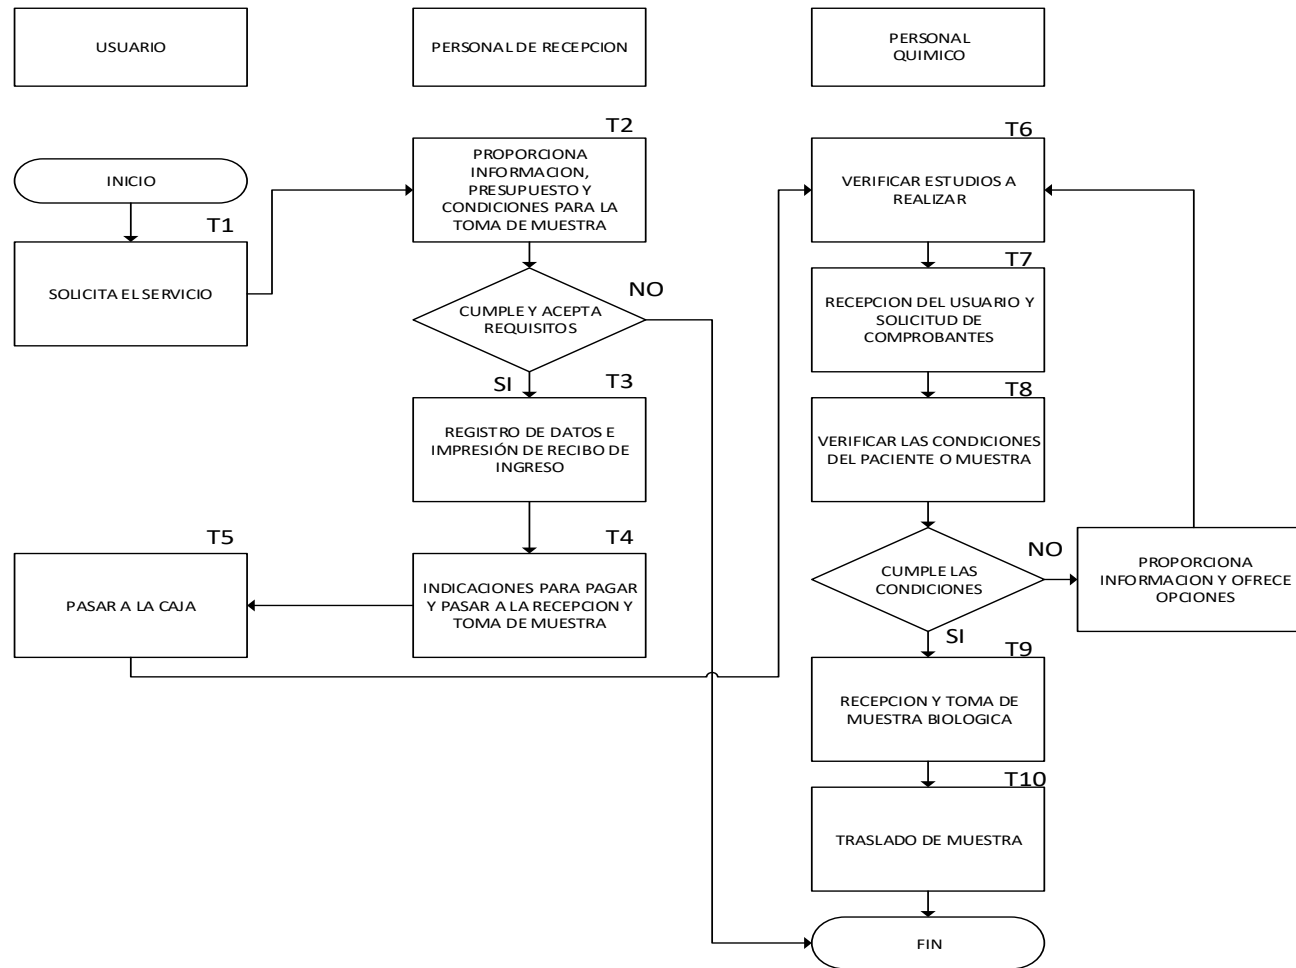 USUARIO
PERSONAL DE RECEPCION
PERSONAL
QUIMICO
INICIO
T1
SOLICITA EL SERVICIO
T2
PROPORCIONA
INFORMACION,
PRESUPUESTO Y
CONDICIONES PARA LA
TOMA DE MUESTRA
CUMPLE Y ACEPTA
REQUISITOS
NO
SI
T3
REGISTRO DE DATOS E
IMPRESIÓN DE RECIBO DE
INGRESO
T4
INDICACIONES PARA PAGAR
Y PASAR A LA RECEPCION Y
TOMA DE MUESTRA
T5
PASAR A LA CAJA
T6
VERIFICAR ESTUDIOS A
REALIZAR
T7
RECEPCION DEL USUARIO Y
SOLICITUD DE
COMPROBANTES
T8
VERIFICAR LAS CONDICIONES
DEL PACIENTE O MUESTRA
CUMPLE LAS
CONDICIONES
NO
PROPORCIONA
INFORMACION Y OFRECE
OPCIONES
SI
T9
RECEPCION Y TOMA DE
MUESTRA BIOLOGICA
T10
TRASLADO DE MUESTRA
FIN